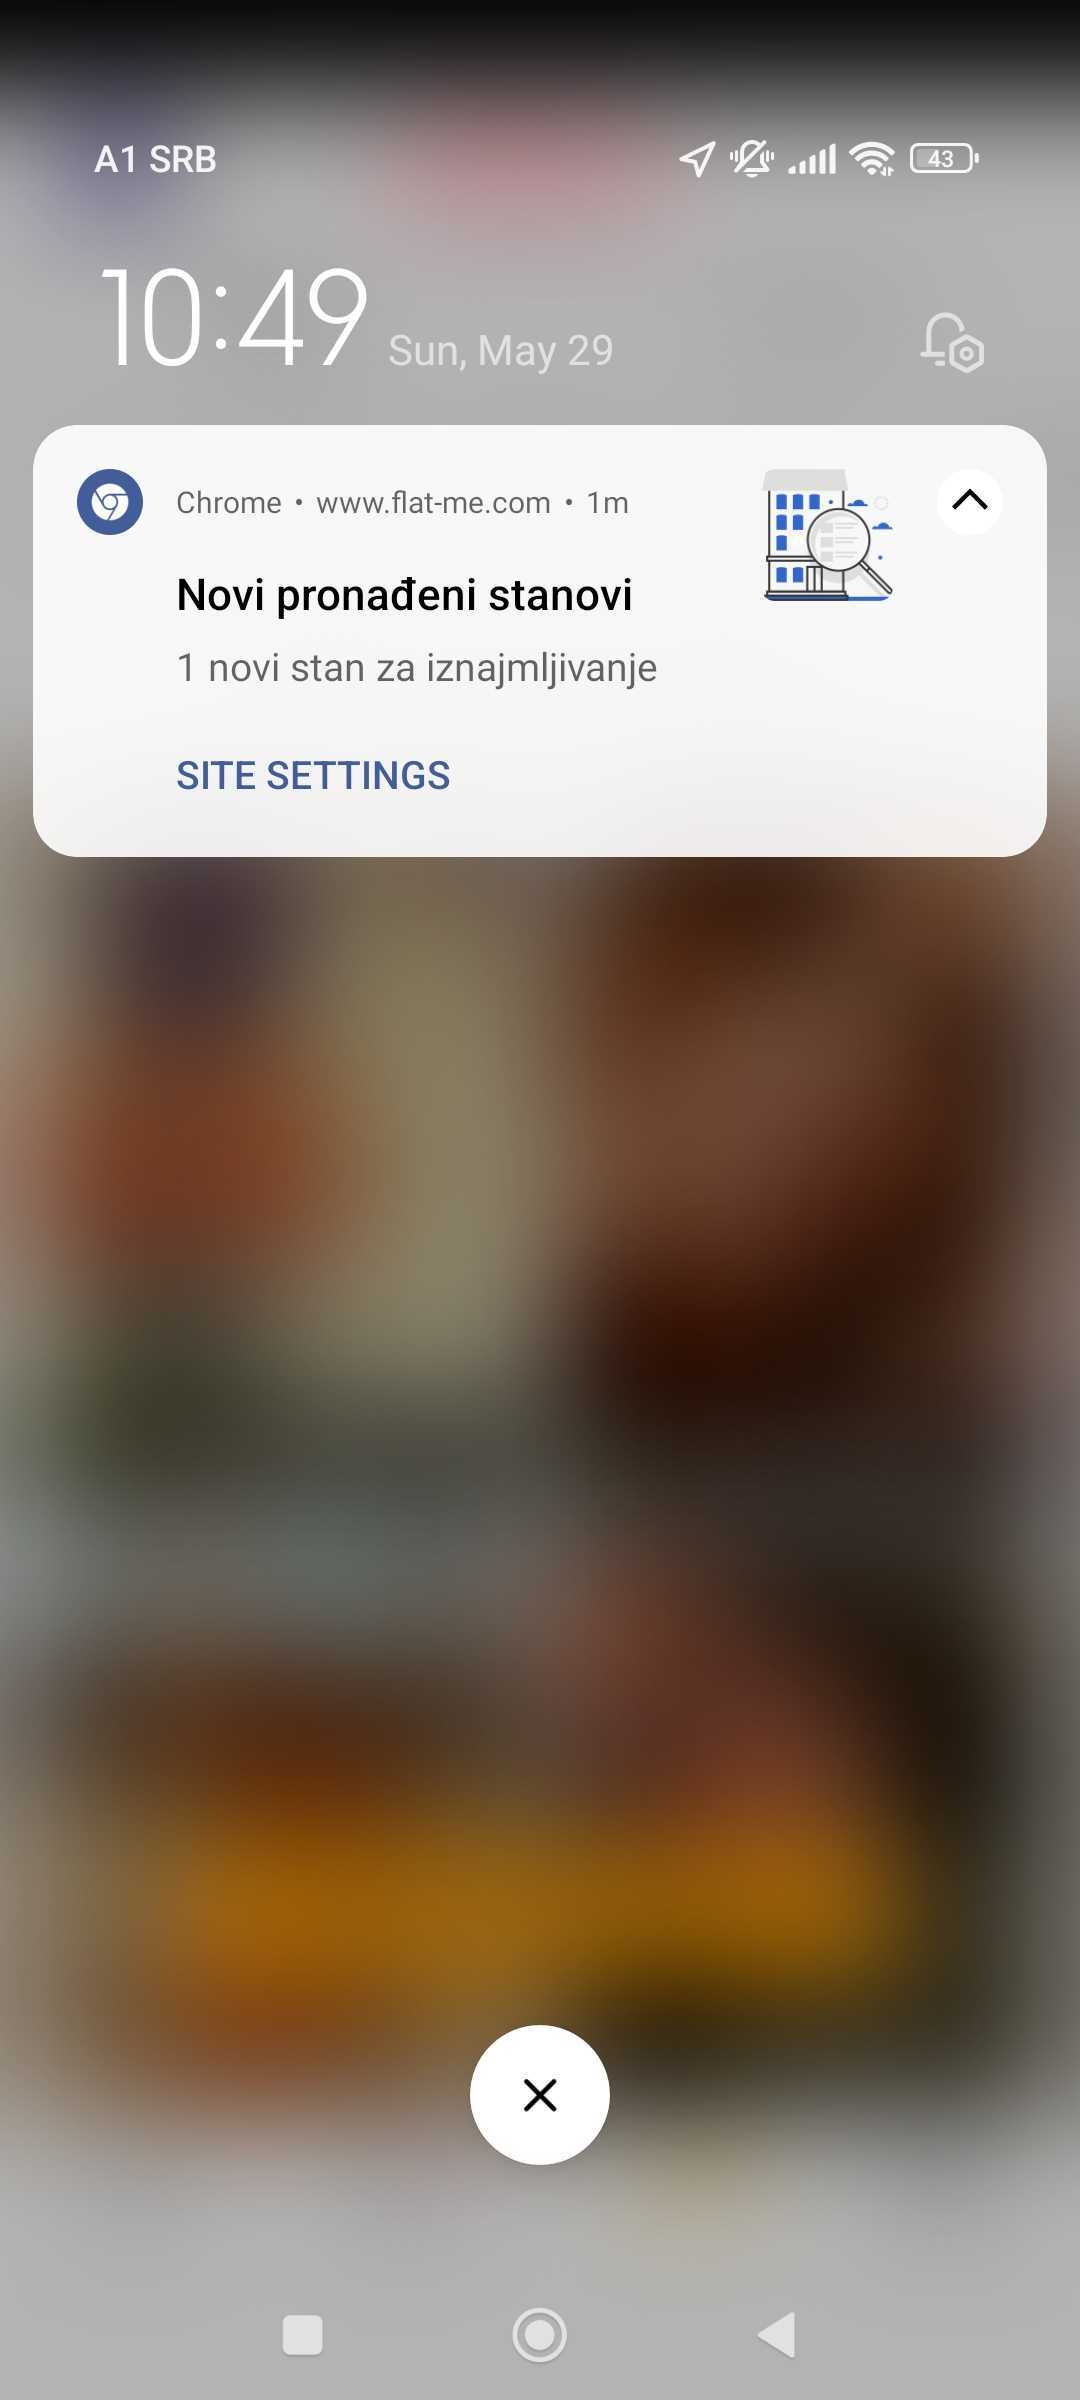 A1 SRB
43
10:49 Sun, May 29
Chrome • www.flat-me.com • 1m
Novi pronađeni stanovi
1 novi stan za iznajmljivanje
SITE SETTINGS